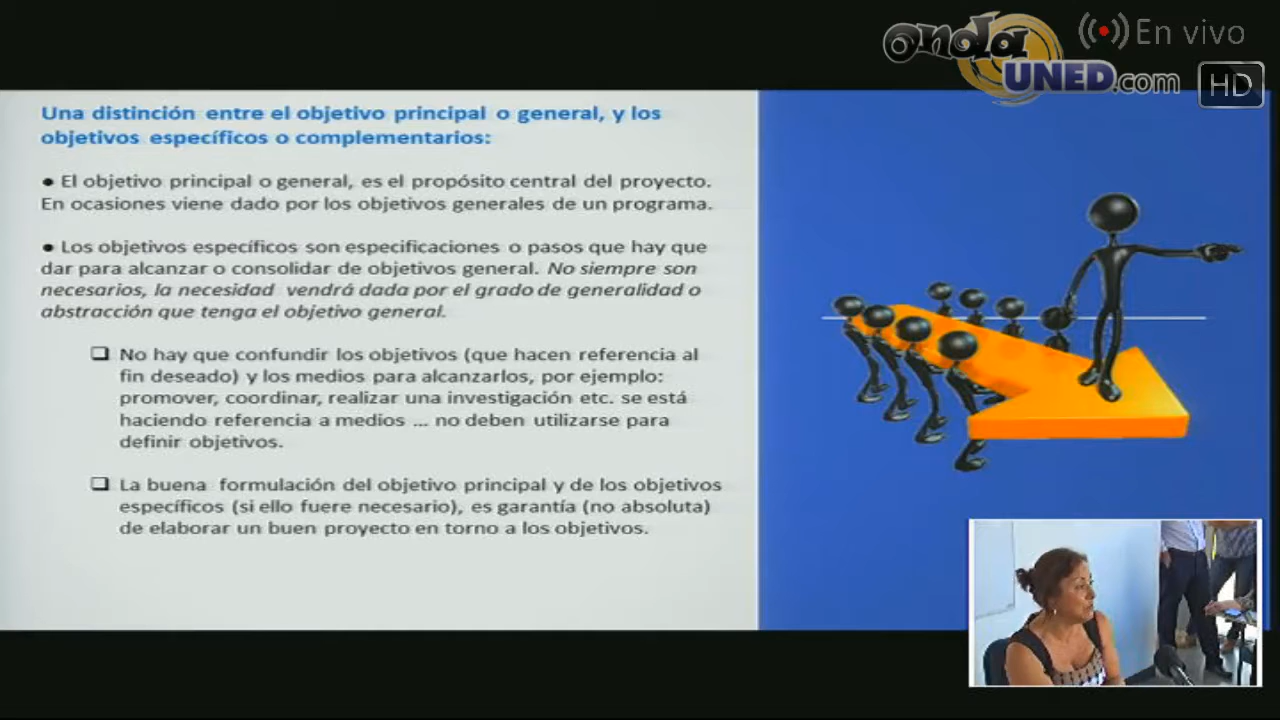 onda
UNED.com
En vivo
HD
Una distinción entre el objetivo principal o general, y los
objetivos específicos o complementarios:
● El objetivo principal o general, es el propósito central del proyecto.
En ocasiones viene dado por los objetivos generales de un programa.
● Los objetivos específicos son especificaciones o pasos que hay que
dar para alcanzar o consolidar de objetivos general. No siempre son
necesarios, la necesidad vendrá dada por el grado de generalidad o
abstracción que tenga el objetivo general.
❑ No hay que confundir los objetivos (que hacen referencia al
fin deseado) y los medios para alcanzarlos, por ejemplo:
promover, coordinar, realizar una investigación etc. se está
haciendo referencia a medios ... no deben utilizarse para
definir objetivos.
❑ La buena formulación del objetivo principal y de los objetivos
específicos (si ello fuere necesario), es garantía (no absoluta)
de elaborar un buen proyecto en torno a los objetivos.